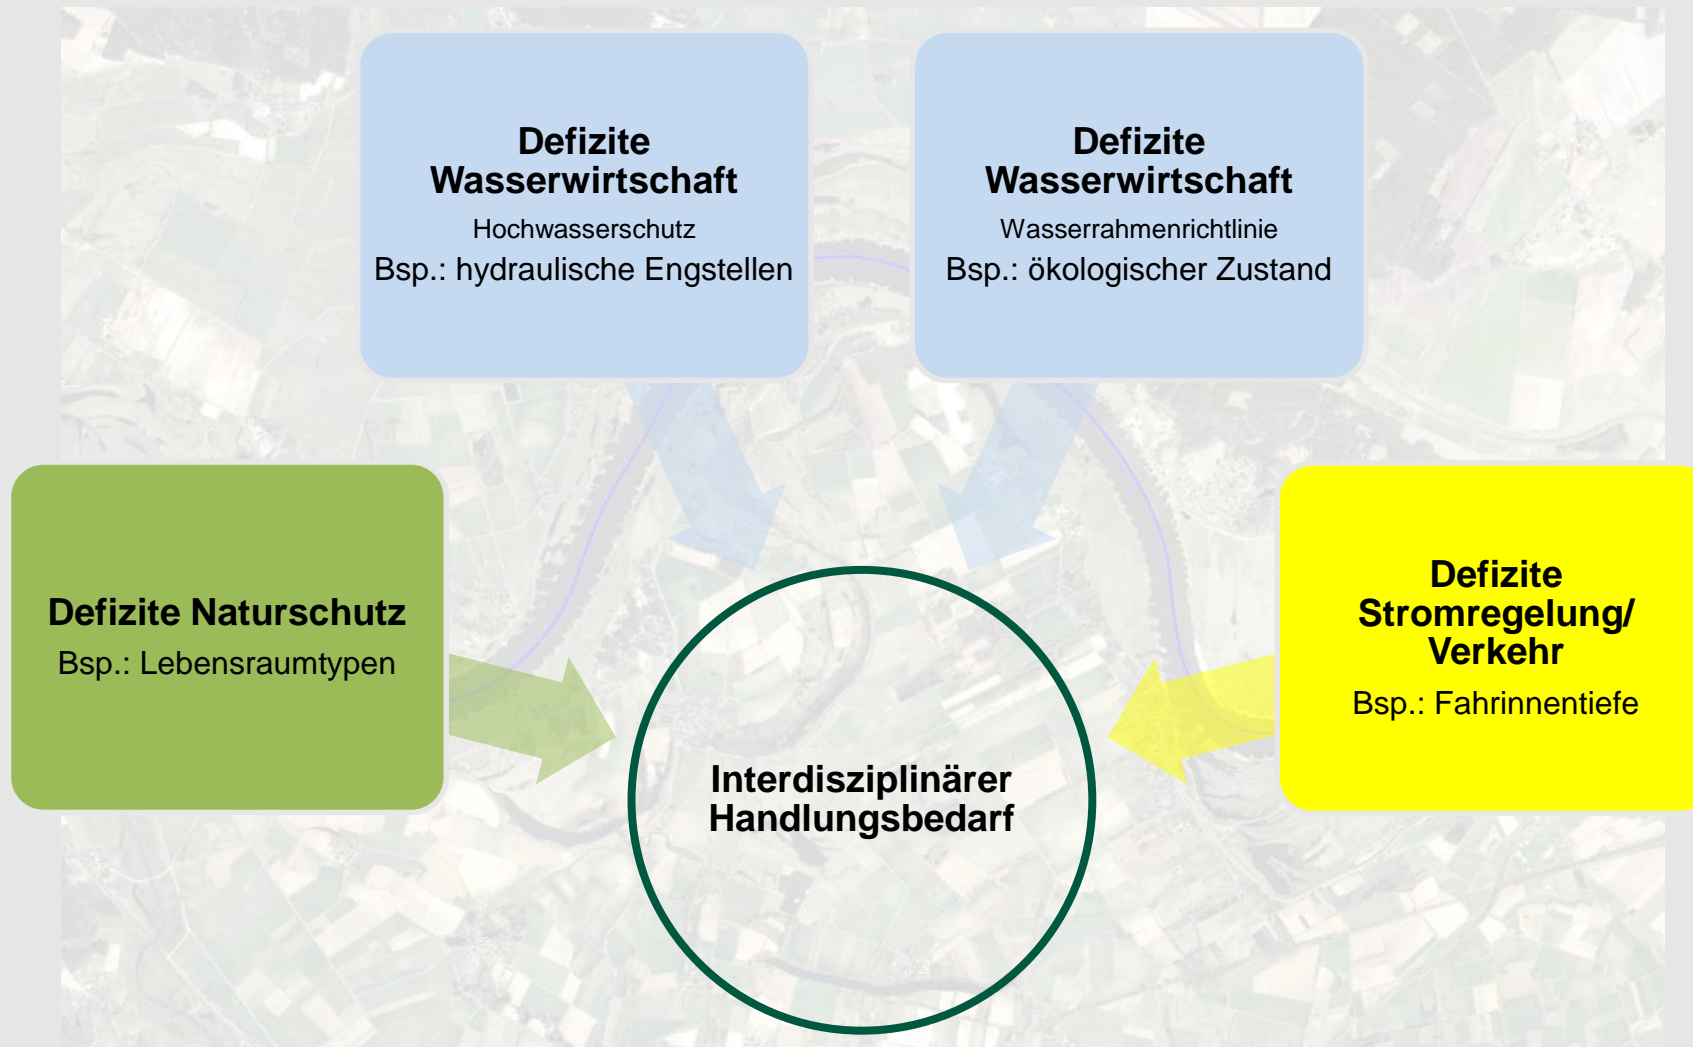 Defizite
Wasserwirtschaft
Hochwasserschutz
Bsp.: hydraulische Engstellen
Defizite
Wasserwirtschaft
Wasserrahmenrichtlinie
Bsp.: ökologischer Zustand
Defizite Naturschutz
Bsp.: Lebensraumtypen
Defizite
Stromregelung/
Verkehr
Bsp.: Fahrinnentiefe
Interdisziplinärer
Handlungsbedarf